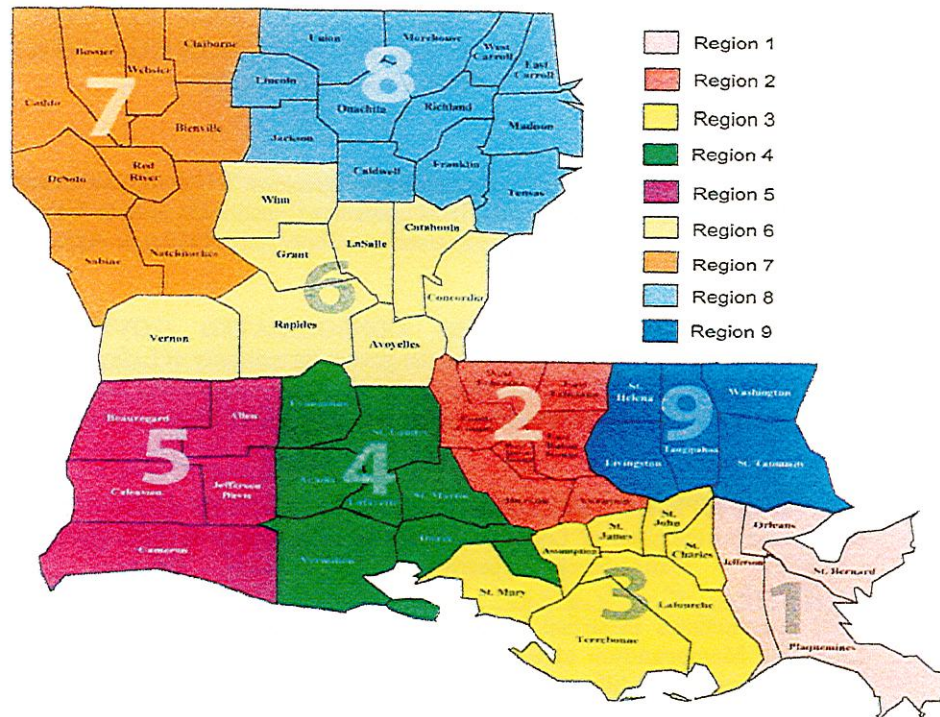 Union
Morehouse
West
Carroll
East
Carroll
Claiborne
Bossier
Webster
Caddo
7
8
Lincoln
Ouachita
Richland
Madison
Bienville
Jackson
Caldwell
Franklin
Tensas
DeSoto
Red
River
Winn
Sabine
Natchitoches
Grant
LaSalle
Catahoula
6
Concordia
Vernon
Rapides
Avoyelles
Region 1
Region 2
Region 3
Region 4
Region 5
Region 6
Region 7
Region 8
Region 9
Beauregard
Allen
5
Evangeline
St. Landry
4
2
St.
Helena
9
Washington
Tangipahoa
Livingston
St. Tammany
Calcasieu
Jefferson
Davis
Acadia
Lafayette
St. Martin
Iberville
Ascension
Cameron
Vermilion
Iberia
Assumption
St.
James
St.
John
St.
Charles
Orleans
Jefferson
St. Bernard
St. Mary
3
Lafourche
Terrebonne
1
Plaquemines